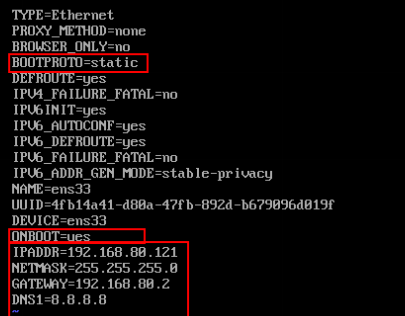 TYPE=Ethernet
PROXY_METHOD=none
BROWSER_ONLY=no
BOOTPROTO=static
DEFROUTE=yes
IPV4_FAILURE_FATAL=no
IPV6INIT=yes
IPV6_AUTOCONF=yes
IPV6_DEFROUTE=yes
IPV6_FAILURE_FATAL=no
IPV6_ADDR_GEN_MODE=stable-privacy
NAME=ens33
UUID=4fb14a41-d80a-47fb-892d-b679096d019f
DEVICE=ens33
ONBOOT=yes
IPADDR=192.168.80.121
NETMASK=255.255.255.0
GATEWAY=192.168.80.2
DNS1=8.8.8.8
~